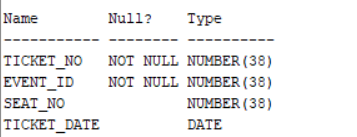 Name        Null?    Type
----------- -------- ----------
TICKET_NO   NOT NULL NUMBER(38)
EVENT_ID    NOT NULL NUMBER(38)
SEAT_NO              NUMBER(38)
TICKET_DATE          DATE